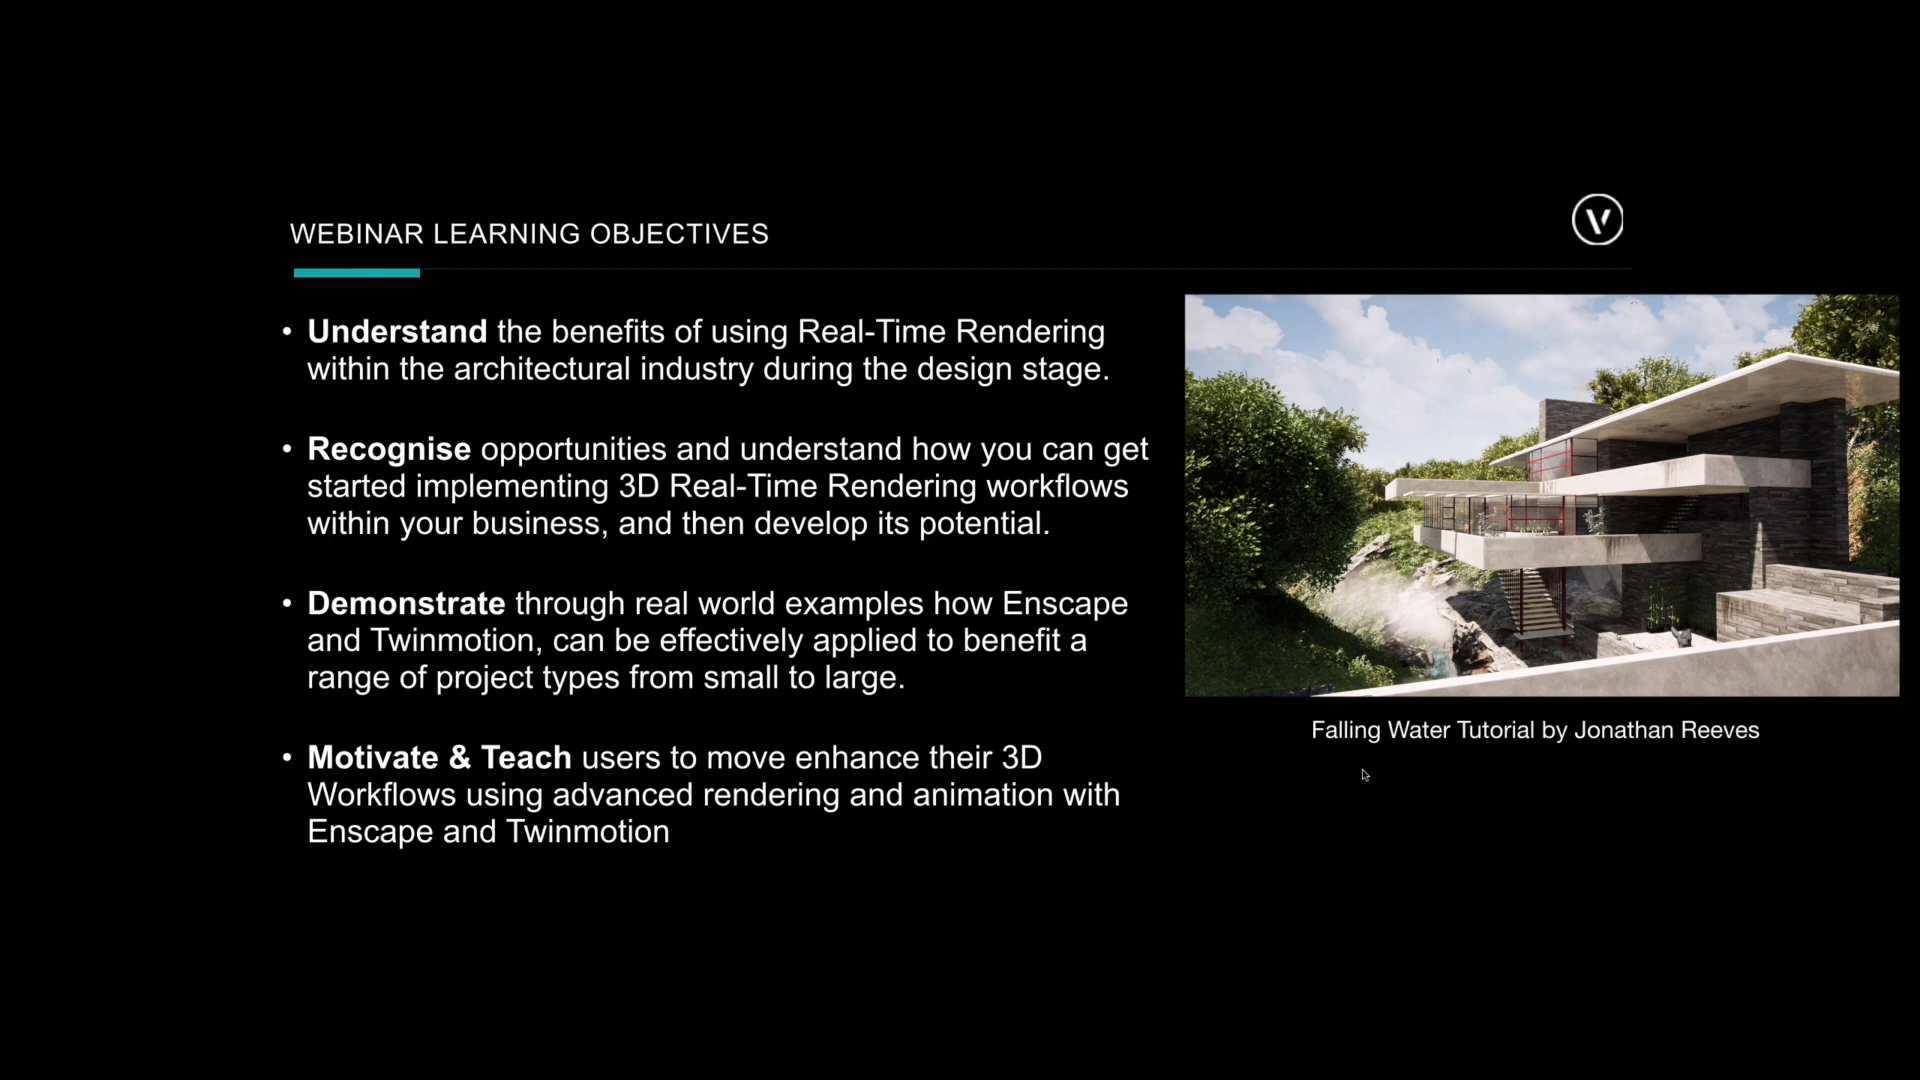 WEBINAR LEARNING OBJECTIVES
• Understand the benefits of using Real-Time Rendering
within the architectural industry during the design stage.
• Recognise opportunities and understand how you can get
started implementing 3D Real-Time Rendering workflows
within your business, and then develop its potential.
• Demonstrate through real world examples how Enscape
and Twinmotion, can be effectively applied to benefit a
range of project types from small to large.
• Motivate & Teach users to move enhance their 3D
Workflows using advanced rendering and animation with
Enscape and Twinmotion
Falling Water Tutorial by Jonathan Reeves